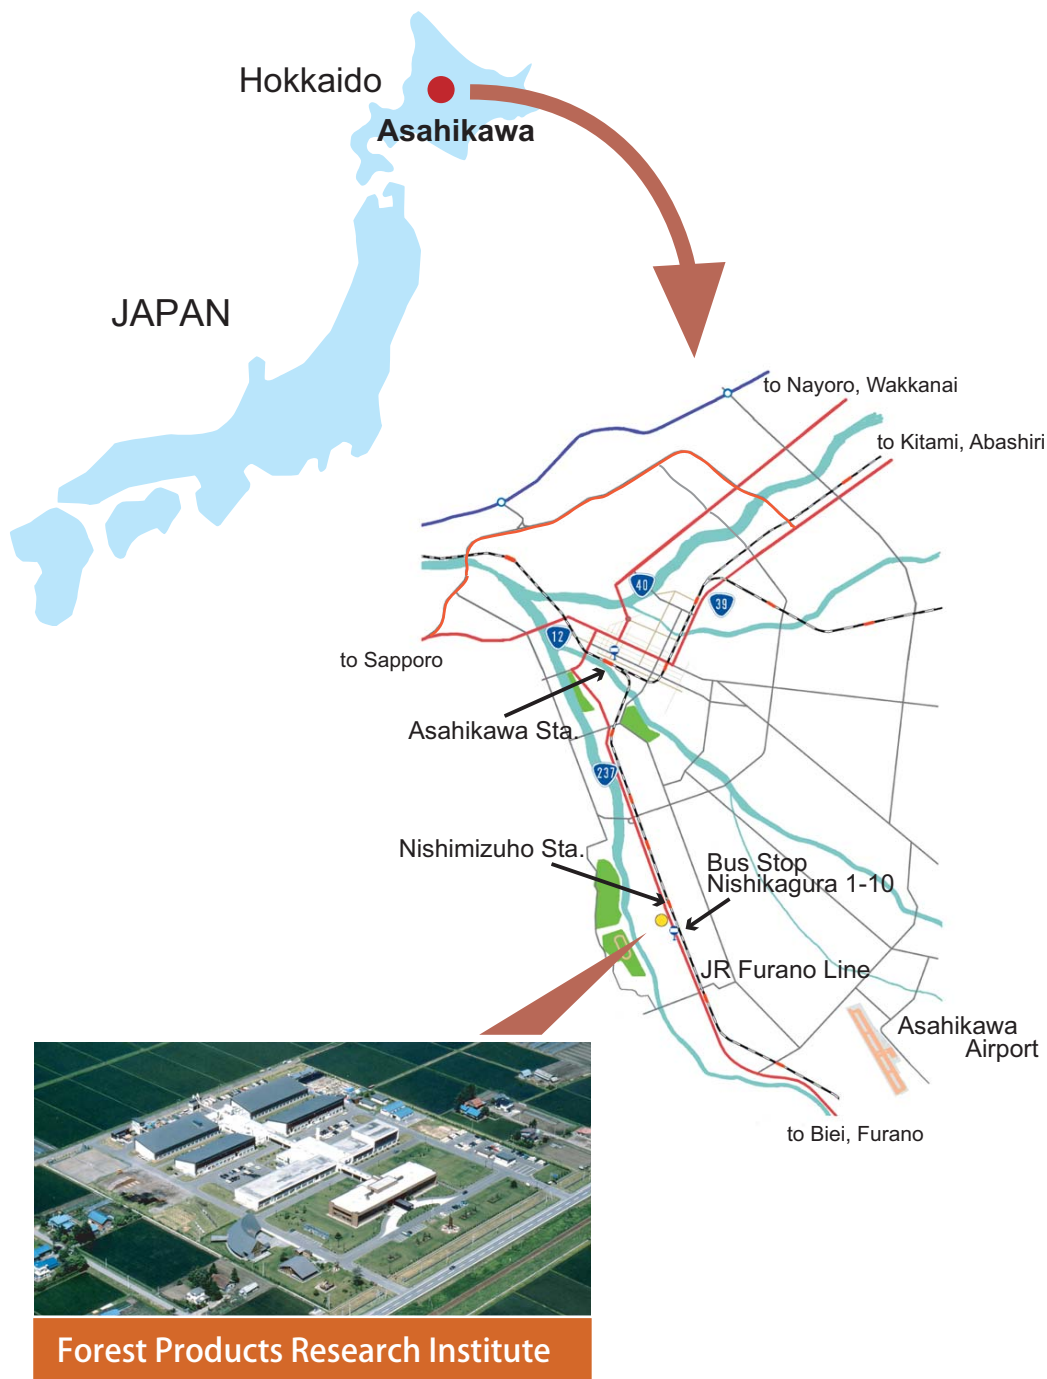 Hokkaido
Asahikawa
JAPAN
to Nayoro, Wakkanai
to Kitami, Abashiri
40
39
12
to Sapporo
Asahikawa Sta.
237
Nishimizuho Sta.
Bus Stop
Nishikagura 1-10
JR Furano Line
Asahikawa
Airport
to Biei, Furano
Forest Products Research Institute